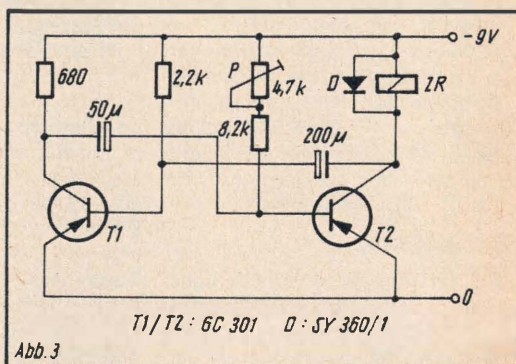 -9V
680
2,2k
P
4,7k
D
ZR
50μ
8,2k
200μ
T1
T2
0
T1/T2: GC 301 D: SY 360/1
Abb. 3